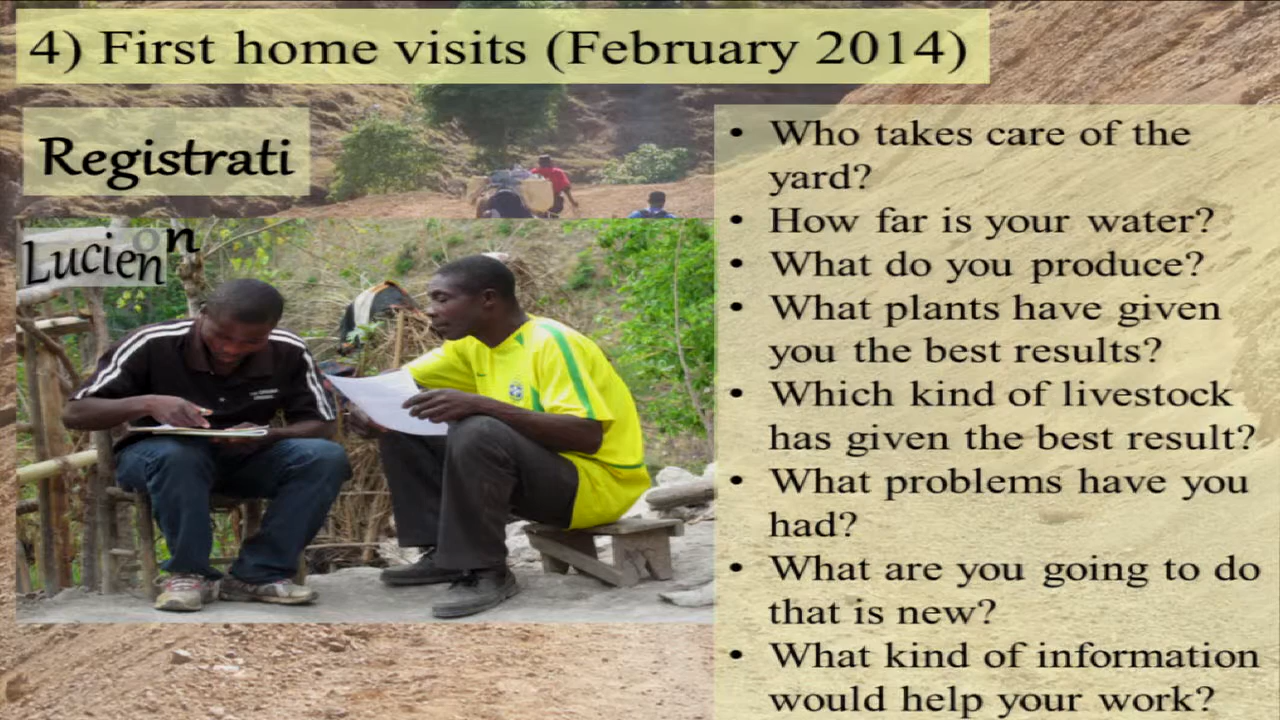 4) First home visits (February 2014)
Registrati
on
Lucien
• Who takes care of the
yard?
• How far is your water?
• What do you produce?
• What plants have given
you the best results?
• Which kind of livestock
has given the best result?
• What problems have you
had?
• What are you going to do
that is new?
• What kind of information
would help your work?